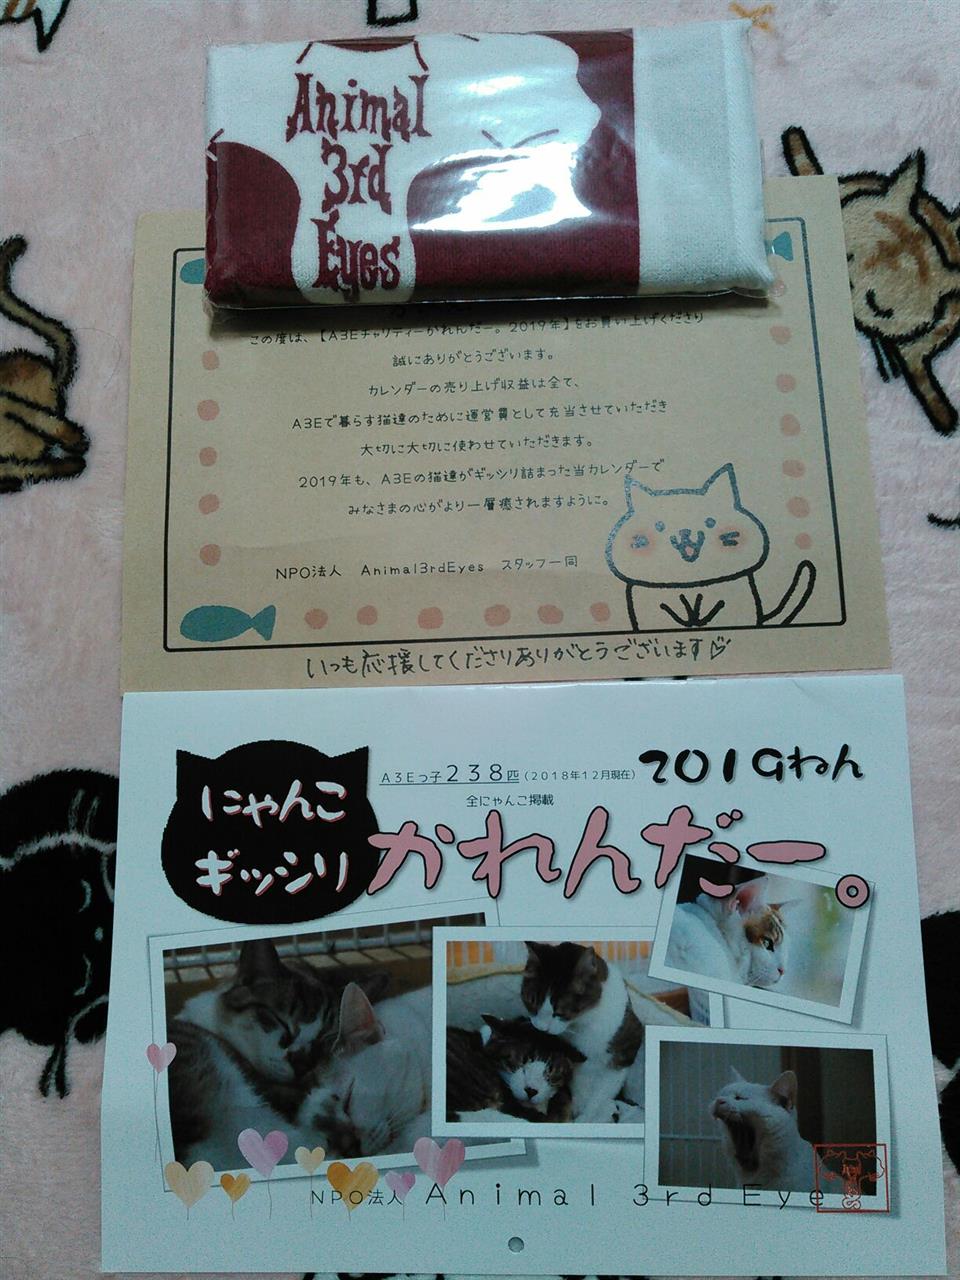 Animal
3rd
Eyes
この度は、【A3Eチャリティーかれんだー。2019年】をお買い上げくださり
誠にありがとうございます。
カレンダーの売り上げ収益は全て、
A3Eで暮らす猫達のために運営費として充当させていただき
大切に大切に使わせていただきます。
2019年も、A3Eの猫達がギッシリ詰まった当カレンダーで
みなさまの心がより一層癒されますように。
NPO法人 Animal3rdEyes スタッフ一同
いつも応援してくださりありがとうございます♡
にゃんこ
ギッシリ
A3Eっ子238匹(2018年12月現在)
2019ねん
全にゃんこ掲載
かれんだー。
NPO法人 Animal 3rd Eye